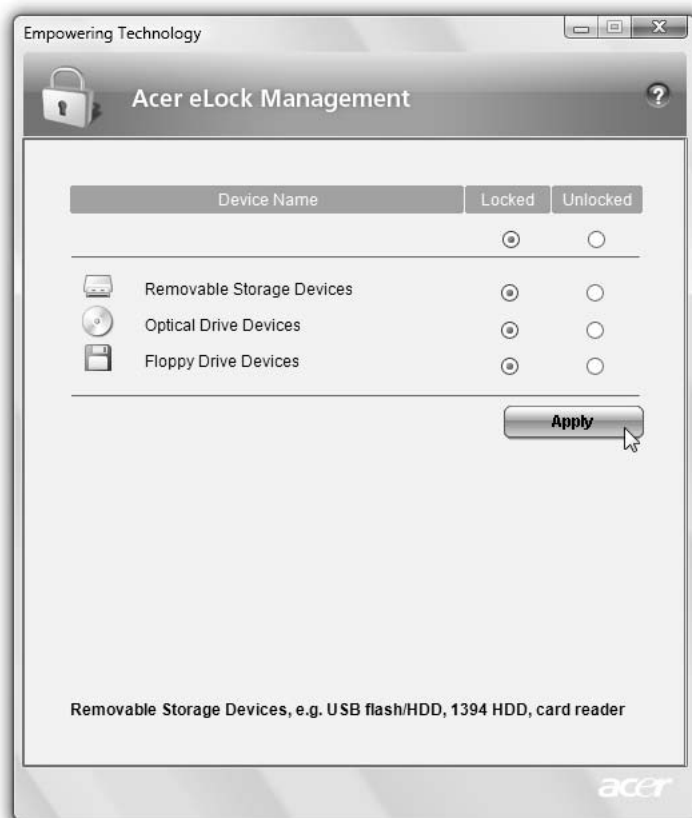 Empowering Technology
Acer eLock Management
?
Device Name Locked Unlocked
Removable Storage Devices
Optical Drive Devices
Floppy Drive Devices
Apply
Removable Storage Devices, e.g. USB flash/HDD, 1394 HDD, card reader
acer